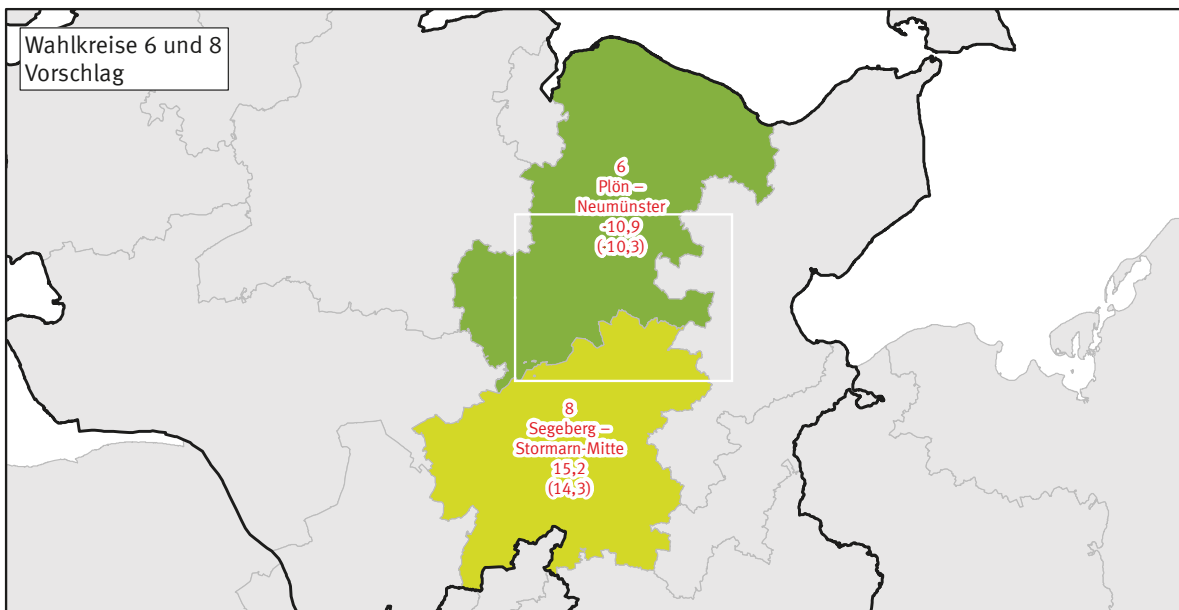 Wahlkreise 6 und 8
Vorschlag
6
Plön –
Neumünster
-10,9
(-10,3)
8
Segeberg –
Stormarn-Mitte
15,2
(14,3)